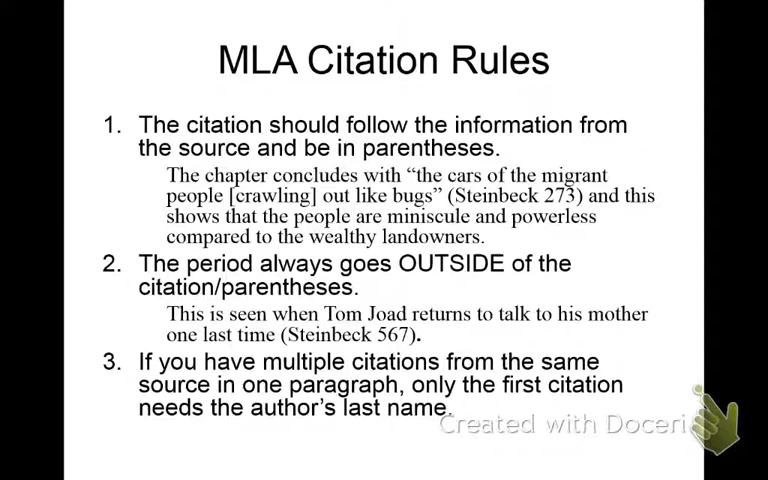 MLA Citation Rules
1. The citation should follow the information from
the source and be in parentheses.
The chapter concludes with “the cars of the migrant
people [crawling] out like bugs” (Steinbeck 273) and this
shows that the people are miniscule and powerless
compared to the wealthy landowners.
2. The period always goes OUTSIDE of the
citation/parentheses.
This is seen when Tom Joad returns to talk to his mother
one last time (Steinbeck 567).
3. If you have multiple citations from the same
source in one paragraph, only the first citation
needs the author’s last name.
Created with Doceri